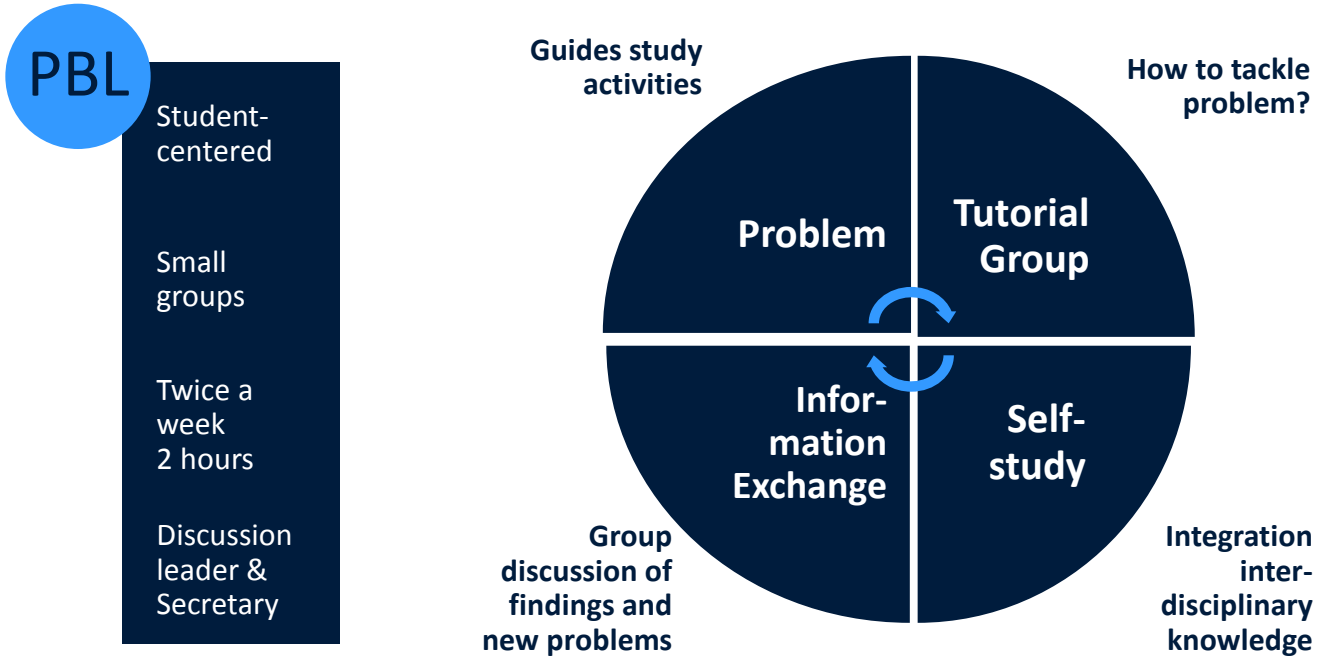 PBL
Student-
centered
Small
groups
Twice a
week
2 hours
Discussion
leader &
Secretary
Guides study
activities
How to tackle
problem?
Problem
Tutorial
Group
Infor-
mation
Exchange
Self-
study
Group
discussion of
findings and
new problems
Integration
inter-
disciplinary
knowledge